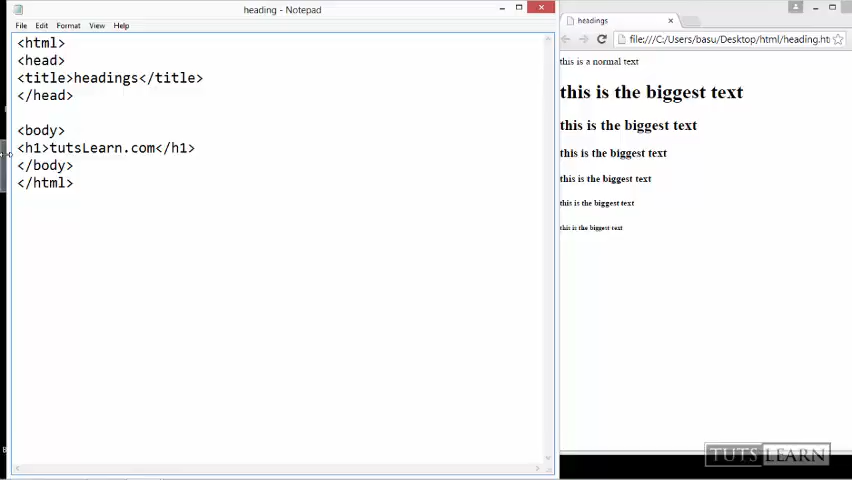 heading - Notepad
File Edit Format View Help
<html>
<head>
<title>headings</title>
</head>
<body>
<h1>tutsLearn.com</h1>
</body>
</html>
headings
file:///C:/Users/basu/Desktop/html/heading.ht
this is a normal text
this is the biggest text
this is the biggest text
this is the biggest text
this is the biggest text
this is the biggest text
this is the biggest text
TUTS LEARN